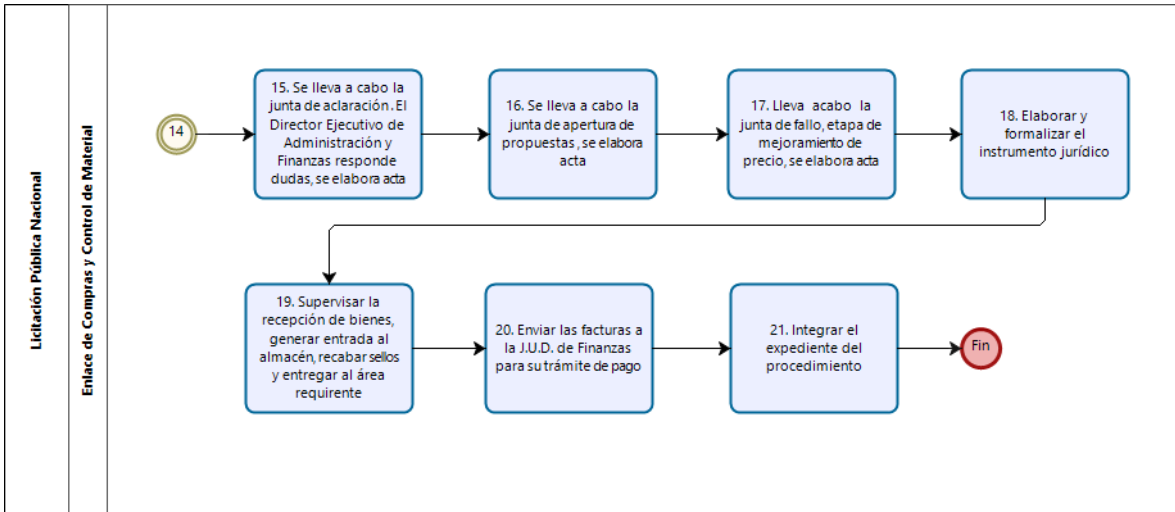 Licitación Pública Nacional
Enlace de Compras y Control de Material
14
15. Se lleva a cabo la
junta de aclaración. El
Director Ejecutivo de
Administración y
Finanzas responde
dudas, se elabora acta
16. Se lleva a cabo la
junta de apertura de
propuestas, se elabora
acta
17. Lleva acabo la
junta de fallo, etapa de
mejoramiento de
precio, se elabora acta
18. Elaborar y
formalizar el
instrumento jurídico
19. Supervisar la
recepción de bienes,
generar entrada al
almacén, recabar sellos
y entregar al área
requirente
20. Enviar las facturas a
la J.U.D. de Finanzas
para su trámite de pago
21. Integrar el
expediente del
procedimiento
Fin